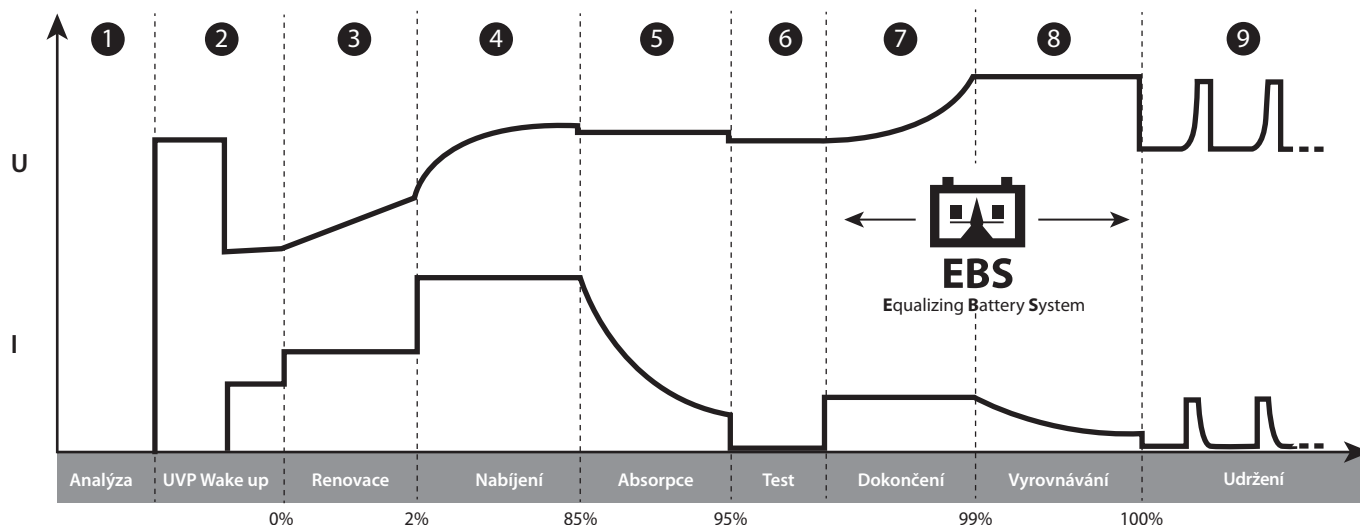 1 2 3 4 5 6 7 8 9
U
EBS
Equalizing Battery System
I
Analýza UVP Wake up Renovace Nabíjení Absorpce Test Dokončení Vyrovnávání Udržení
0% 2% 85% 95% 99% 100%